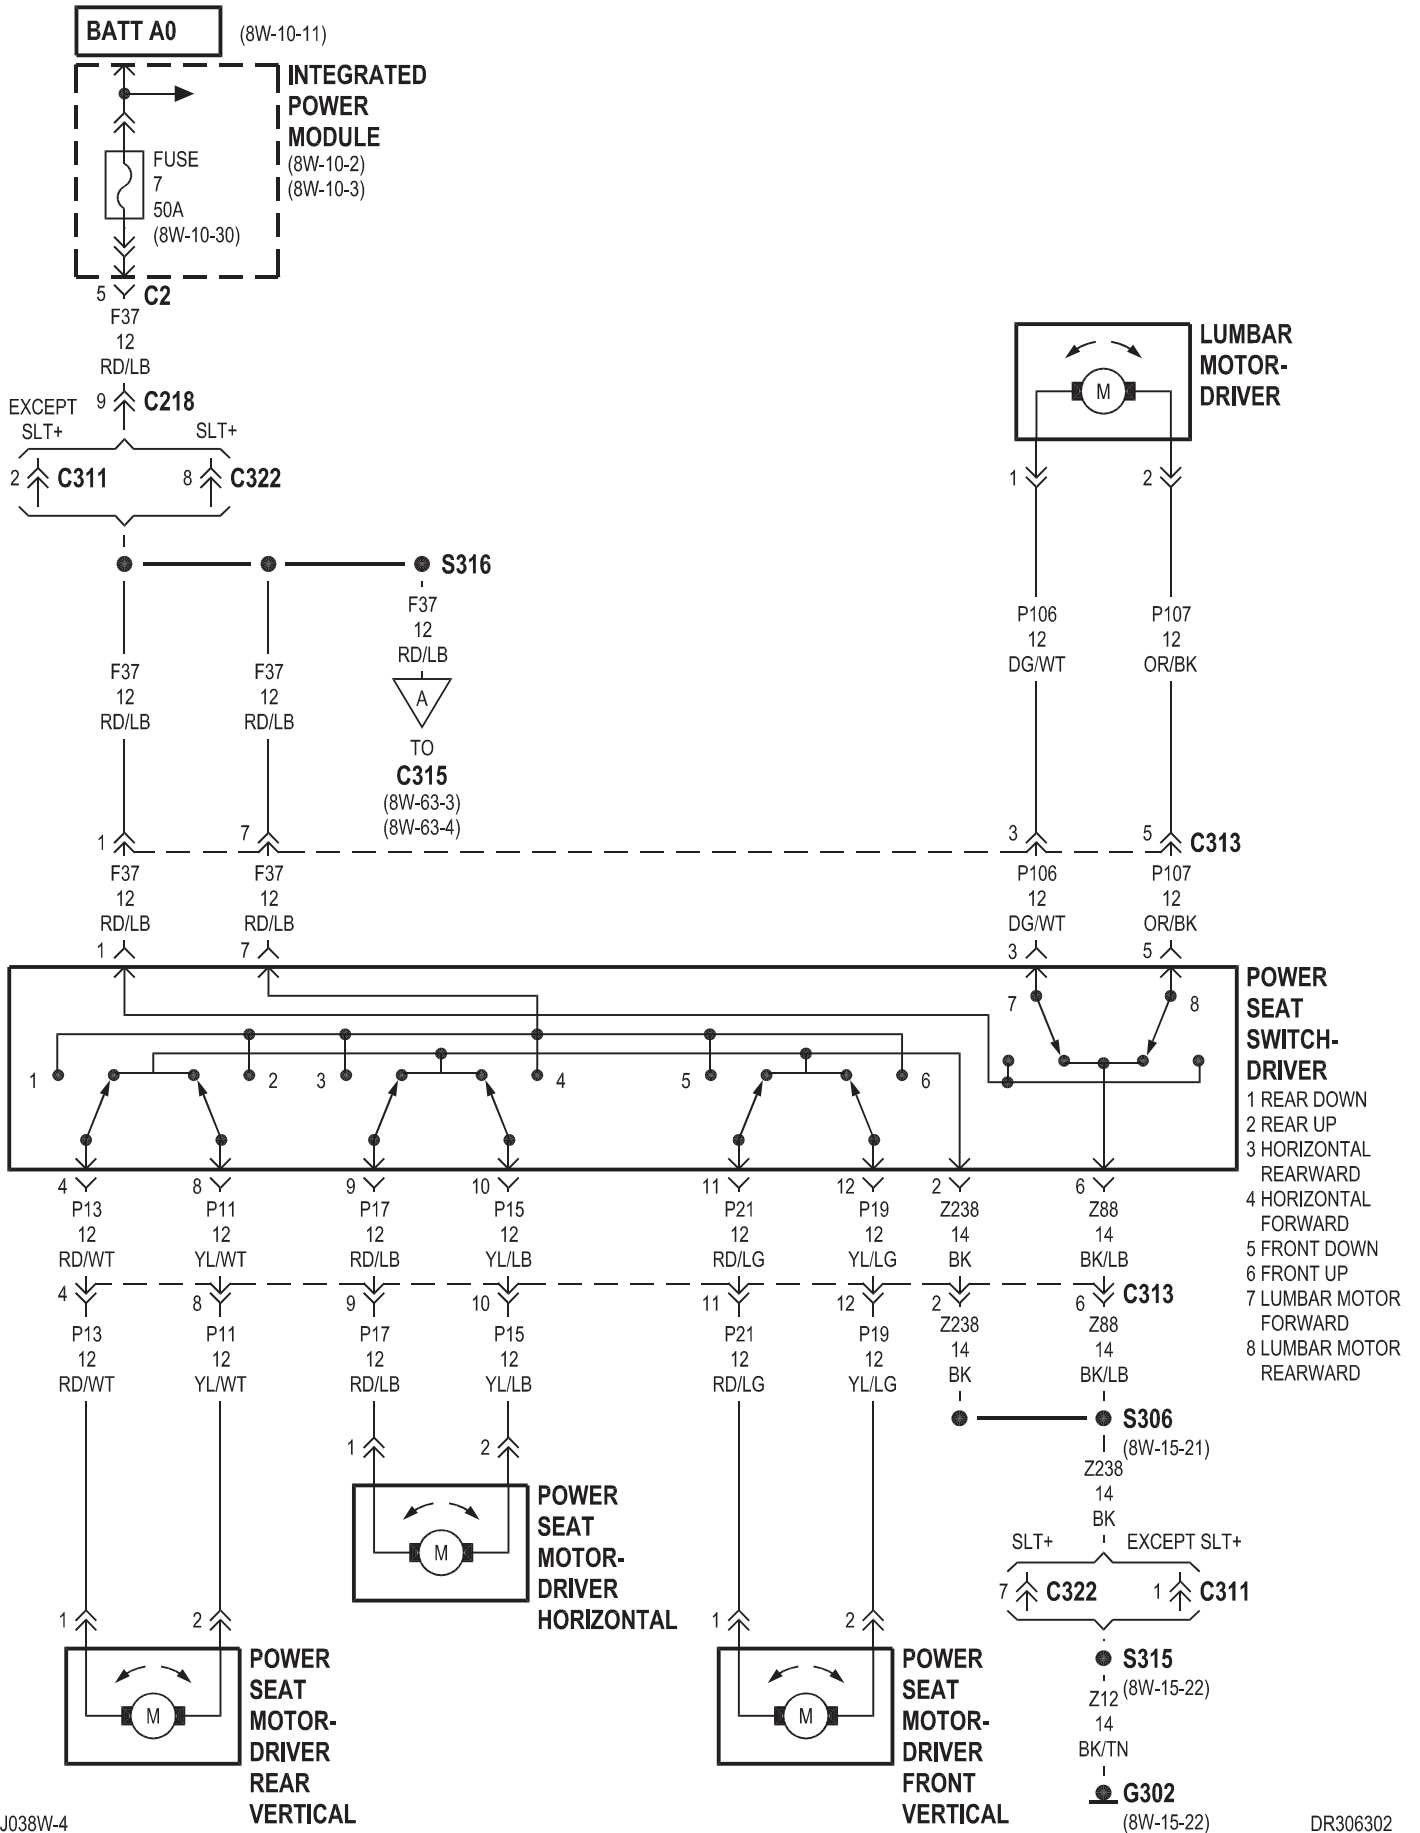 BATT A0
(8W-10-11)
INTEGRATED
POWER
MODULE
(8W-10-2)
(8W-10-3)
FUSE
7
50A
(8W-10-30)
5 C2
F37
12
RD/LB
9 C218
EXCEPT
SLT+
SLT+
2 C311
8 C322
S316
F37
12
RD/LB
A
TO
C315
(8W-63-3)
(8W-63-4)
F37
12
RD/LB
F37
12
RD/LB
LUMBAR
MOTOR-
DRIVER
M
1 2
P106
12
DG/WT
P107
12
OR/BK
1 7 3 5 C313
F37
12
RD/LB
F37
12
RD/LB
P106
12
DG/WT
P107
12
OR/BK
1 7 3 5
7 8
1 2 3 4 5 6
POWER
SEAT
SWITCH-
DRIVER
1 REAR DOWN
2 REAR UP
3 HORIZONTAL
REARWARD
4 HORIZONTAL
FORWARD
5 FRONT DOWN
6 FRONT UP
7 LUMBAR MOTOR
FORWARD
8 LUMBAR MOTOR
REARWARD
4 8 9 10 11 12 2 6
P13 P11 P17 P15 P21 P19 Z238 Z88
12 12 12 12 12 12 14 14
RD/WT YL/WT RD/LB YL/LB RD/LG YL/LG BK BK/LB
4 8 9 10 11 12 2 6 C313
P13 P11 P17 P15 P21 P19 Z238 Z88
12 12 12 12 12 12 14 14
RD/WT YL/WT RD/LB YL/LB RD/LG YL/LG BK BK/LB
S306
(8W-15-21)
Z238
14
BK
SLT+
EXCEPT SLT+
7 C322
1 C311
S315
(8W-15-22)
Z12
14
BK/TN
G302
(8W-15-22)
1 2
M
POWER
SEAT
MOTOR-
DRIVER
HORIZONTAL
1 2
M
POWER
SEAT
MOTOR-
DRIVER
REAR
VERTICAL
1 2
M
POWER
SEAT
MOTOR-
DRIVER
FRONT
VERTICAL
J038W-4
DR306302